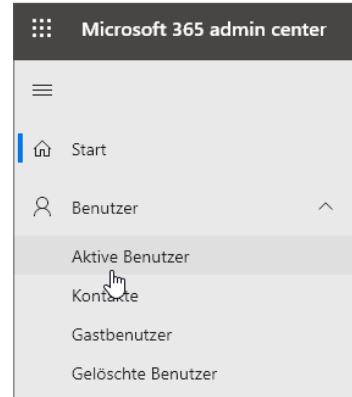 Microsoft 365 admin center
Start
Benutzer
Aktive Benutzer
Kontakte
Gastbenutzer
Gelöschte Benutzer